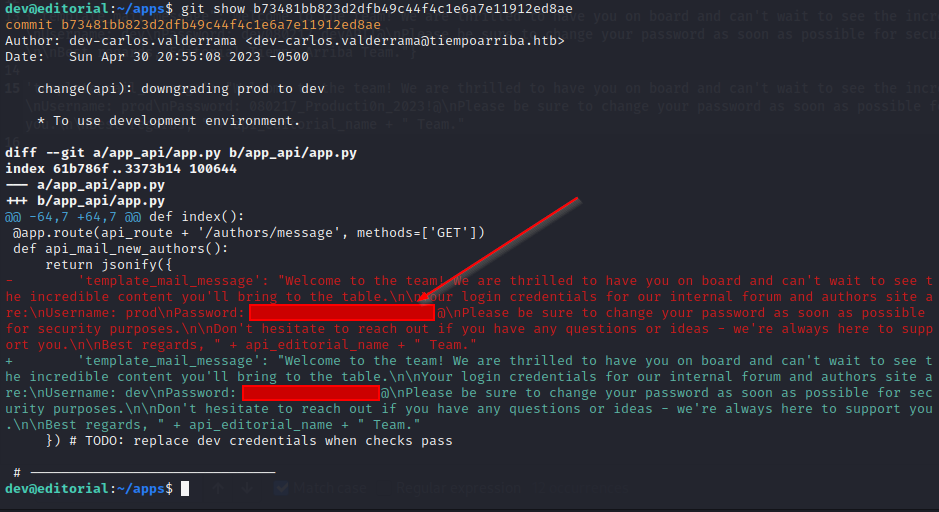 dev@editorial:~/apps$ git show b73481bb823d2dfb49c44f4c1e6a7e11912ed8ae
commit b73481bb823d2dfb49c44f4c1e6a7e11912ed8ae
Author: dev-carlos.valderrama <dev-carlos.valderrama@tiempoarriba.htb>
Date:   Sun Apr 30 20:55:08 2023 -0500
change(api): downgrading prod to dev
* To use development environment.
diff --git a/app_api/app.py b/app_api/app.py
index 61b786f..3373b14 100644
--- a/app_api/app.py
+++ b/app_api/app.py
@@ -64,7 +64,7 @@ def index():
 @app.route(api_route + '/authors/message', methods=['GET'])
 def api_mail_new_authors():
     return jsonify({
-        'template_mail_message': "Welcome to the team! We are thrilled to have you on board and can't wait to see t
he incredible content you'll bring to the table.\n\nYour login credentials for our internal forum and authors site a
re:\nUsername: prod\nPassword: @\nPlease be sure to change your password as soon as possible
for security purposes.\n\nDon't hesitate to reach out if you have any questions or ideas - we're always here to supp
ort you.\n\nBest regards, " + api_editorial_name + " Team."
+        'template_mail_message': "Welcome to the team! We are thrilled to have you on board and can't wait to see t
he incredible content you'll bring to the table.\n\nYour login credentials for our internal forum and authors site a
re:\nUsername: dev\nPassword: @\nPlease be sure to change your password as soon as possible for sec
urity purposes.\n\nDon't hesitate to reach out if you have any questions or ideas - we're always here to support you
.\n\nBest regards, " + api_editorial_name + " Team."
     }) # TODO: replace dev credentials when checks pass
 # -------------------------------
dev@editorial:~/apps$